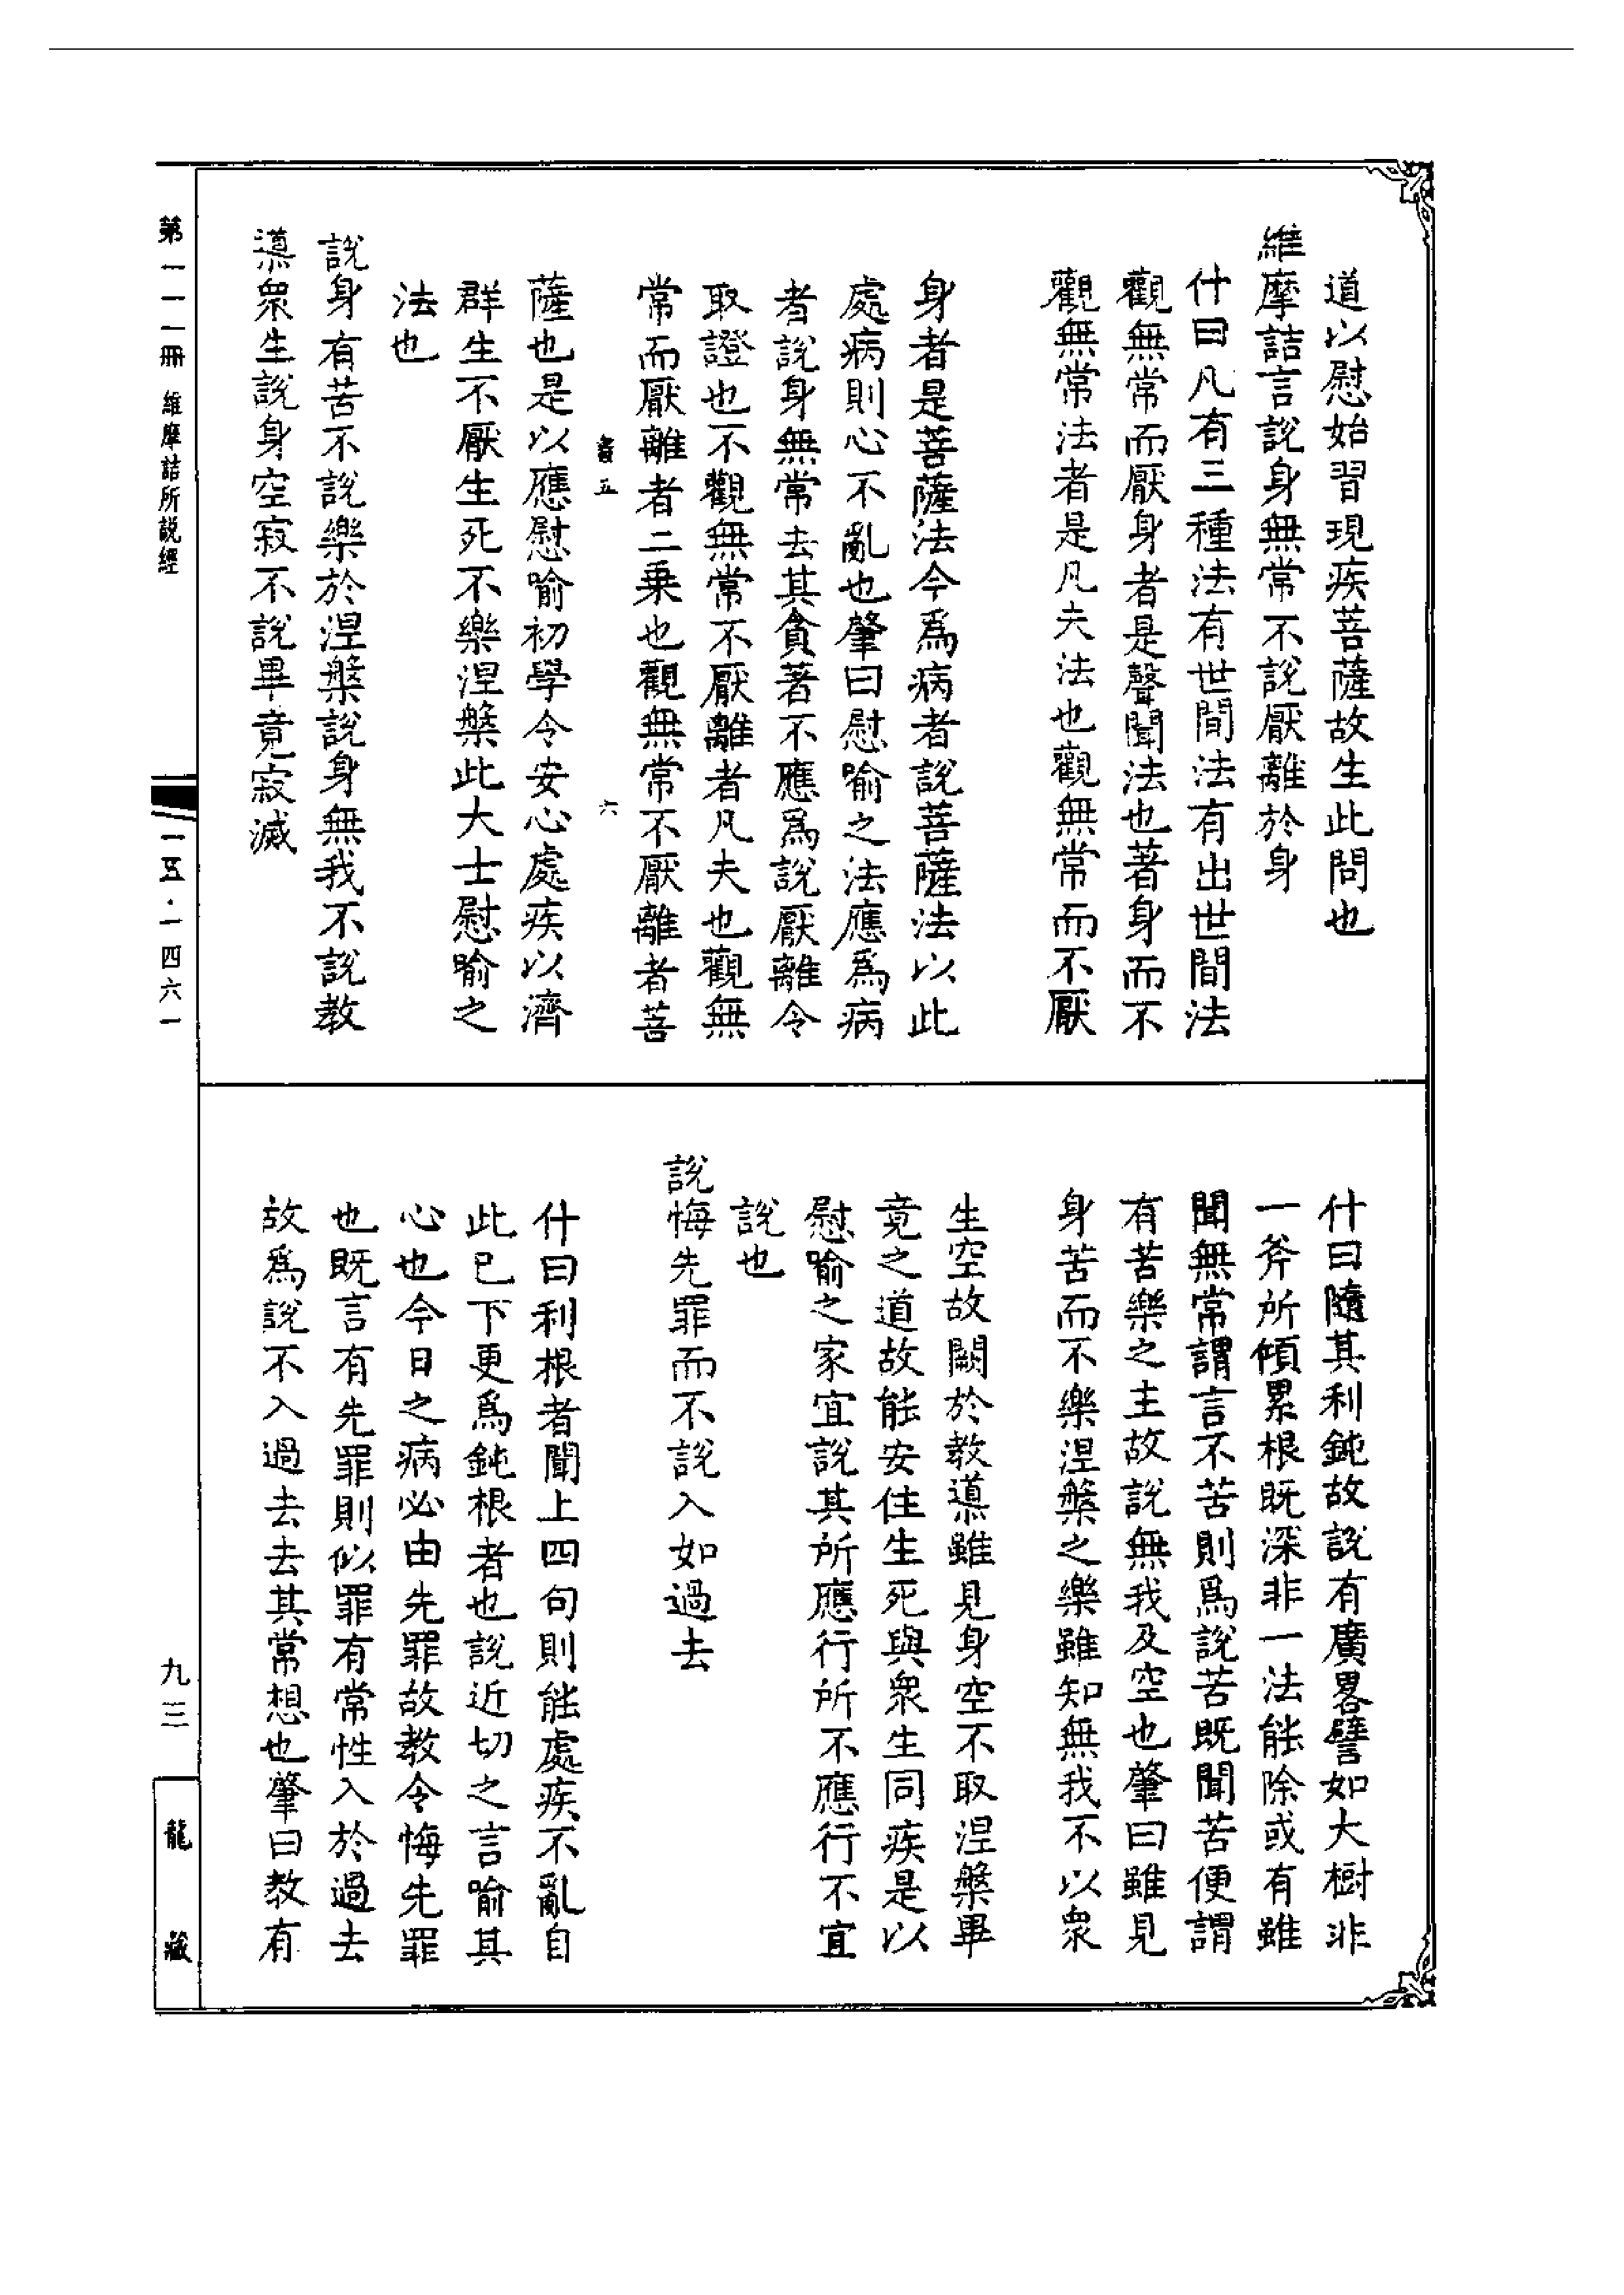 道以慰始習現疾菩薩故生此問也
維摩詰言說身無常不說厭離於身
什曰凡有三種法有世間法有出世間法
觀無常而厭身者是聲聞法也著身而不
觀無常法者是凡夫法也觀無常而不厭
身者是菩薩法今爲病者說菩薩法以此
處病則心不亂也肇曰慰喻之法應爲病
者說身無常去其貪著不應爲說厭離令
取證也不觀無常不厭離者凡夫也觀無
常而厭離者二乗也觀無常不厭離者菩
五 六
薩也是以應慰喻初學令安心處疾以濟
群生不厭生死不樂涅槃此大士慰喻之
法也
說身有苦不說樂於涅槃說身無我不說教
導衆生說身空寂不說畢竟寂滅
什曰隨其利鈍故說有廣畧譬如大樹非
一斧所傾累根既深非一法能除或有雖
聞無常謂言不苦則爲說苦既聞苦便謂
有苦樂之主故說無我及空也肇曰雖見
身苦而不樂涅槃之樂雖知無我不以衆
生空故闕於教導雖見身空不取涅槃畢
竟之道故能安住生死與衆生同疾是以
慰喻之家宜說其所應行所不應行不宜
說也
說悔先罪而不說入如過去
什曰利根者聞上四句則能處疾不亂自
此已下更爲鈍根者也說近切之言喻其
心也今日之病必由先罪故教令悔先罪
也既言有先罪則似罪有常性入於過去
故爲說不入過去去其常想也肇曰教有
第一一一冊 維摩詰所說經
一五·一四六一
九三
龍藏